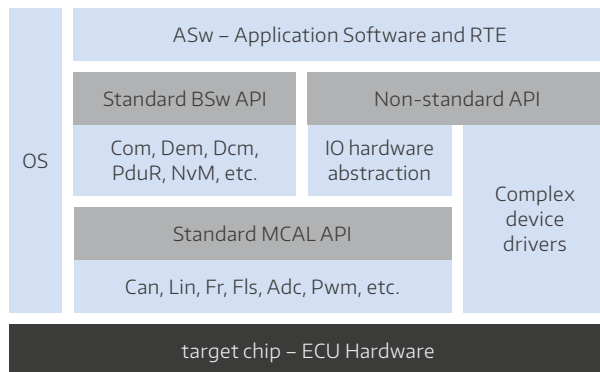 ASw – Application Software and RTE
Standard BSw API
Non-standard API
OS
Com, Dem, Dcm,
PduR, NvM, etc.
IO hardware
abstraction
Complex
device
drivers
Standard MCAL API
Can, Lin, Fr, Fls, Adc, Pwm, etc.
target chip – ECU Hardware